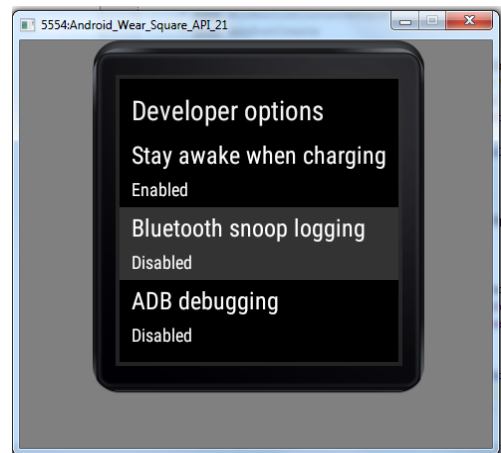 5554:Android_Wear_Square_API_21
Developer options
Stay awake when charging
Enabled
Bluetooth snoop logging
Disabled
ADB debugging
Disabled